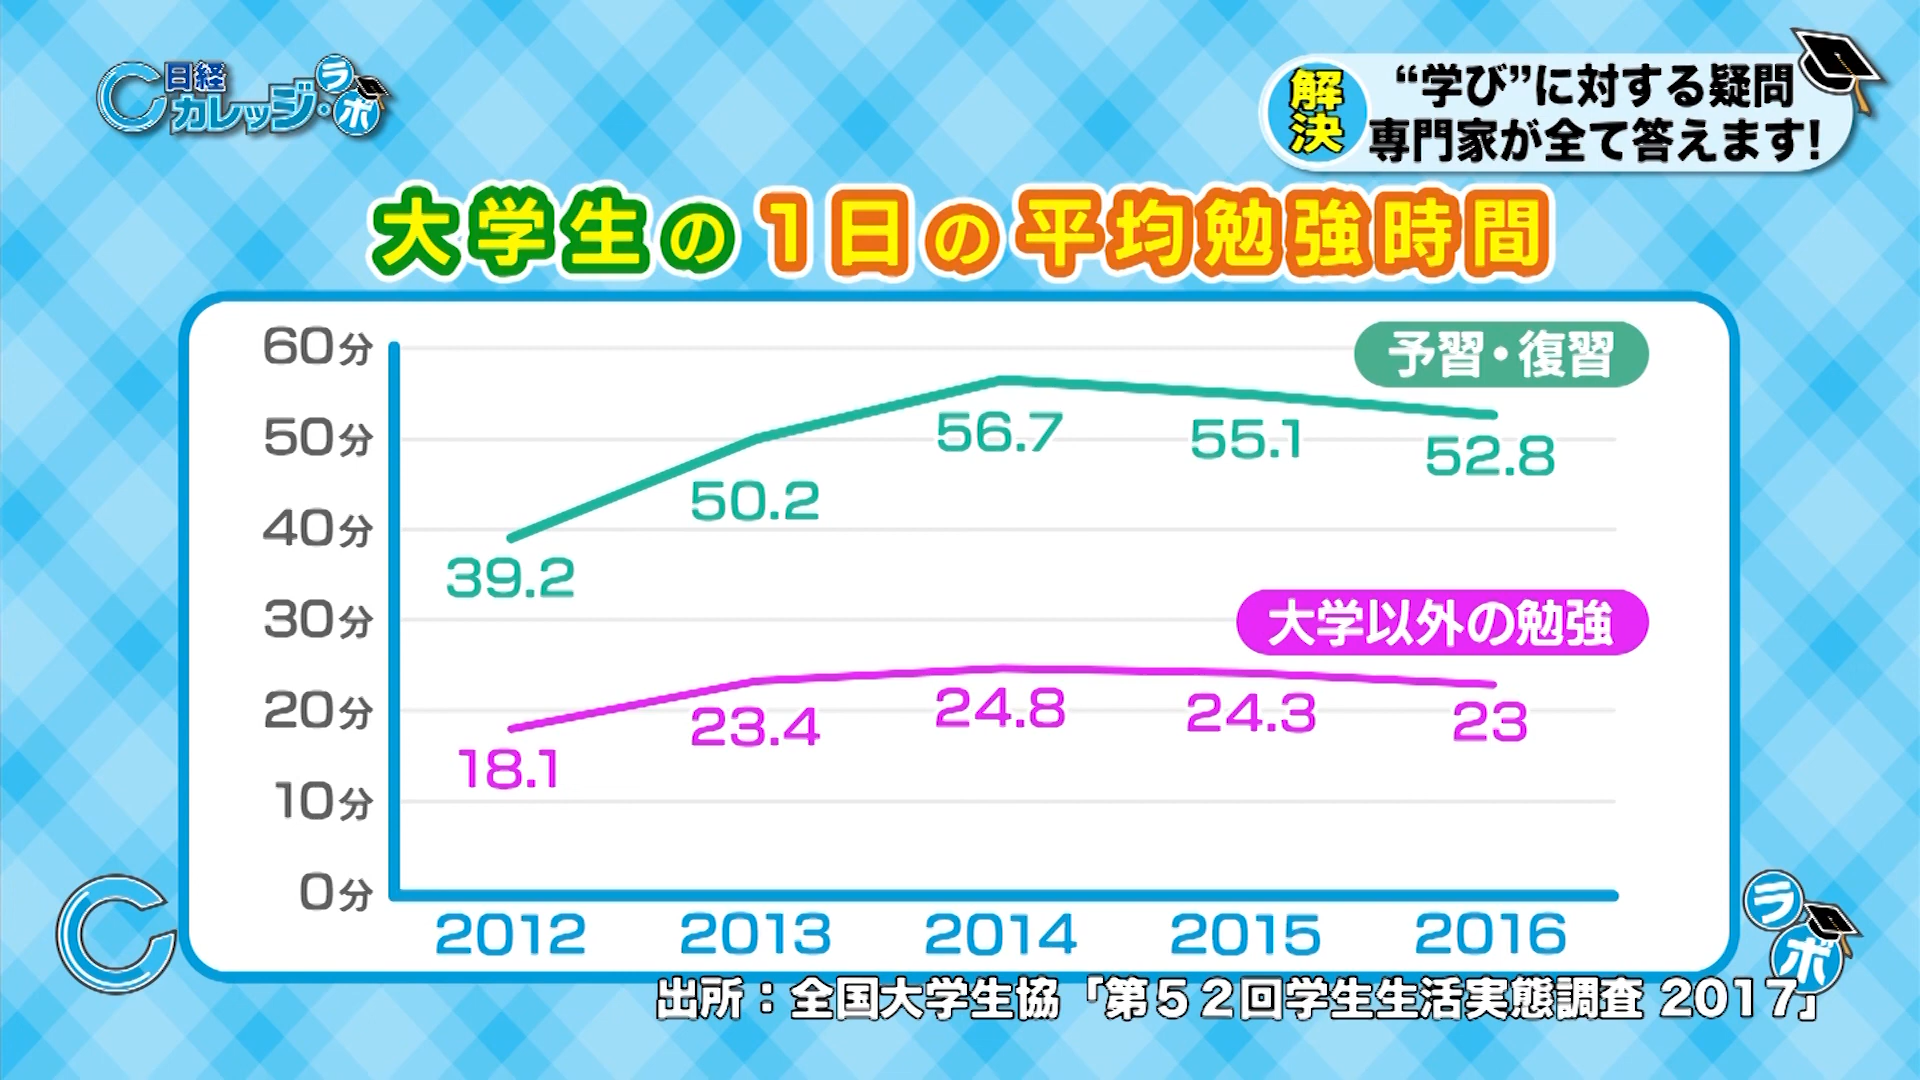 日経
カレッジ・ラボ
解決
“学び”に対する疑問
専門家が全て答えます!
大学生の1日の平均勉強時間
60分
50分
40分
30分
20分
10分
0分
予習・復習
39.2
50.2
56.7
55.1
52.8
大学以外の勉強
18.1
23.4
24.8
24.3
23
2012
2013
2014
2015
2016
C
ラボ
出所：全国大学生協「第５２回学生生活実態調査 2017」